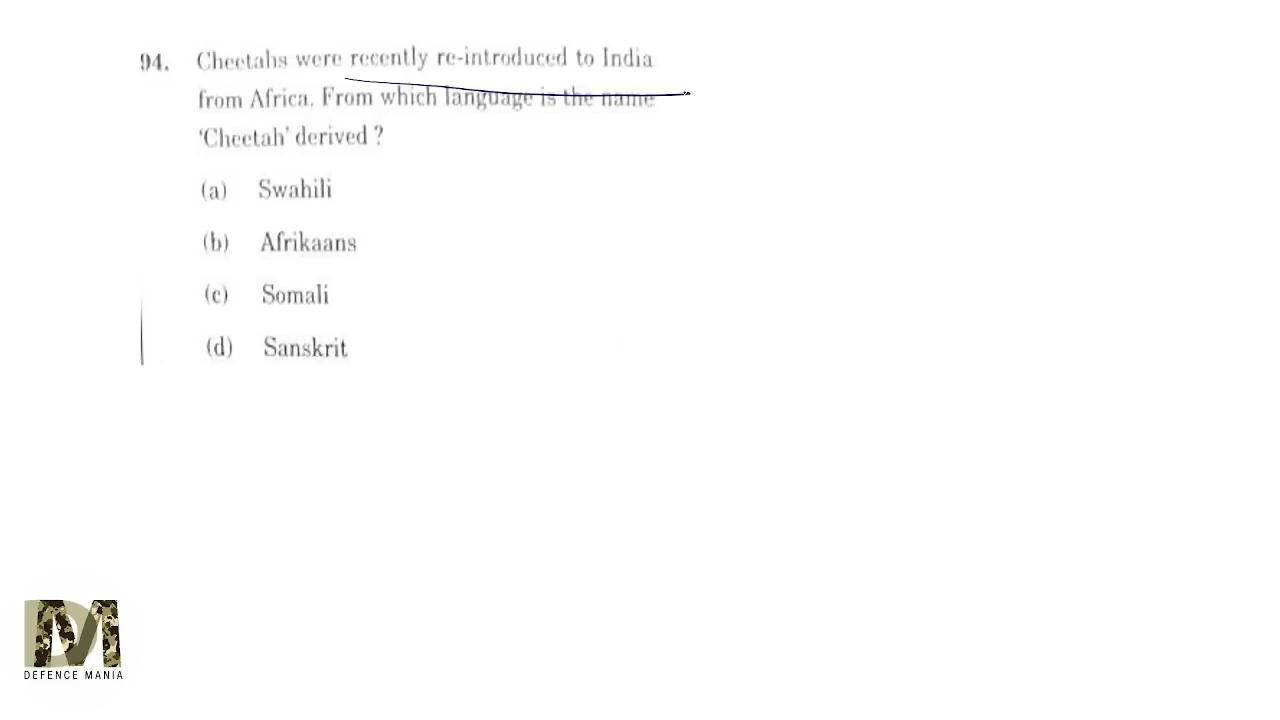 94. Cheetahs were recently re-introduced to India
from Africa. From which language is the name
'Cheetah' derived ?
(a) Swahili
(b) Afrikaans
(c) Somali
(d) Sanskrit
DM
DEFENCE MANIA